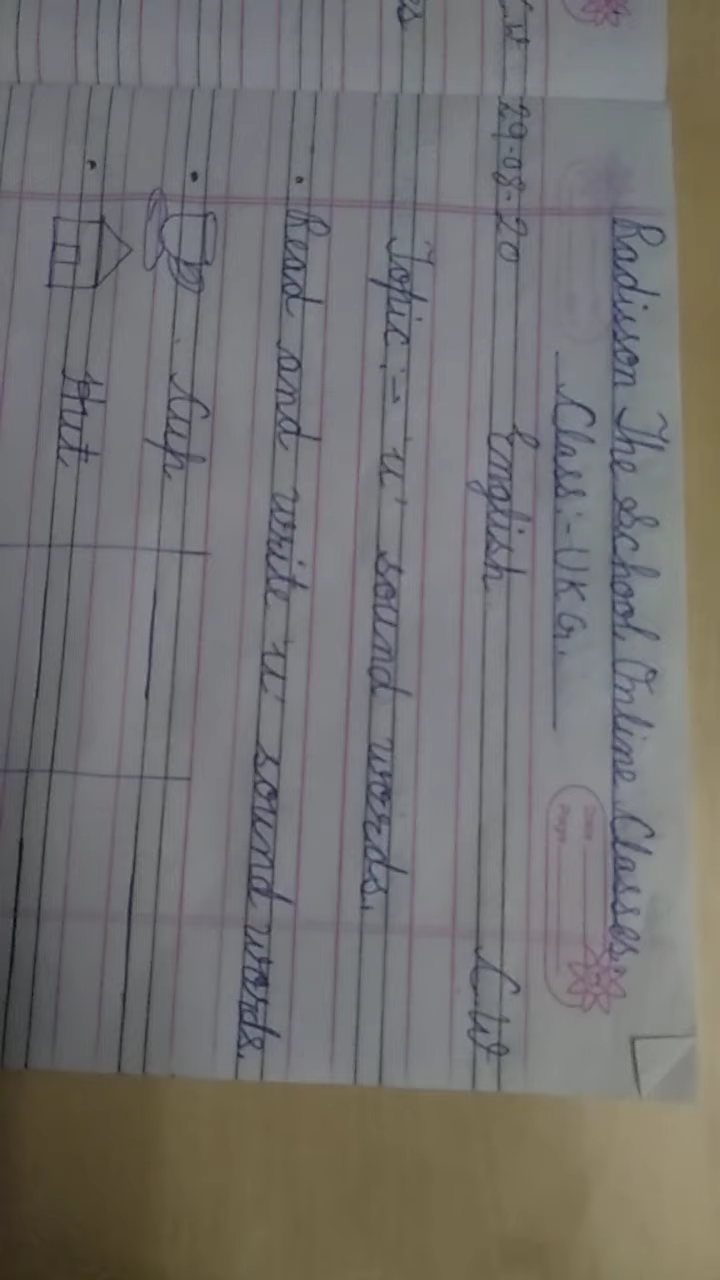 Radiuson The School Online Classes.
Class:- UKG.
29-08-20 English C.W
Topic :- 'u' sound words.
• Read and write 'u' sound words.
• Cup
• Hut